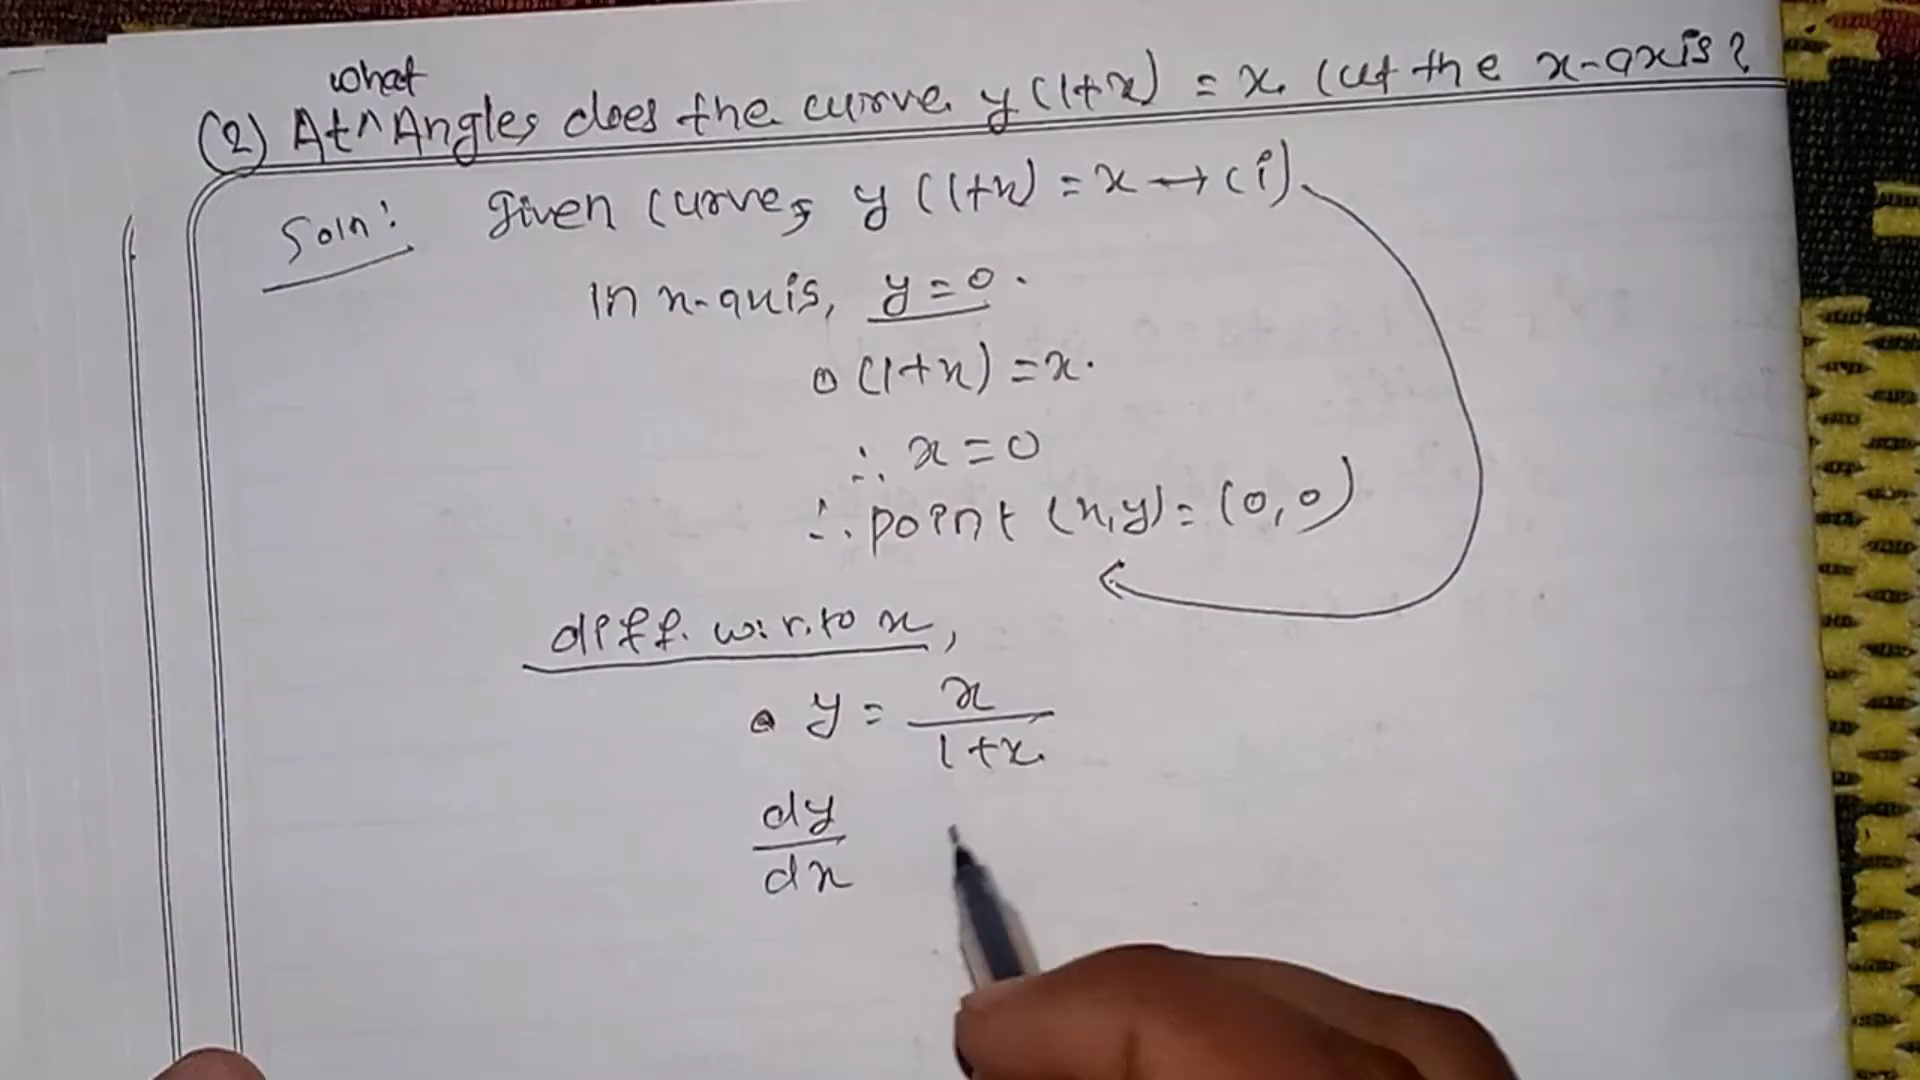 what
(2) At^Angles does the curve y(1+x) = x. cut the x-axis?
Soln: Given curve, y(1+x) = x → (i)
In x-axis, y = 0.
0(1+x) = x.
∴ x = 0
∴ point (x,y) = (0,0)
diff. w.r.to x,
y = x/1+x.
dy/dx